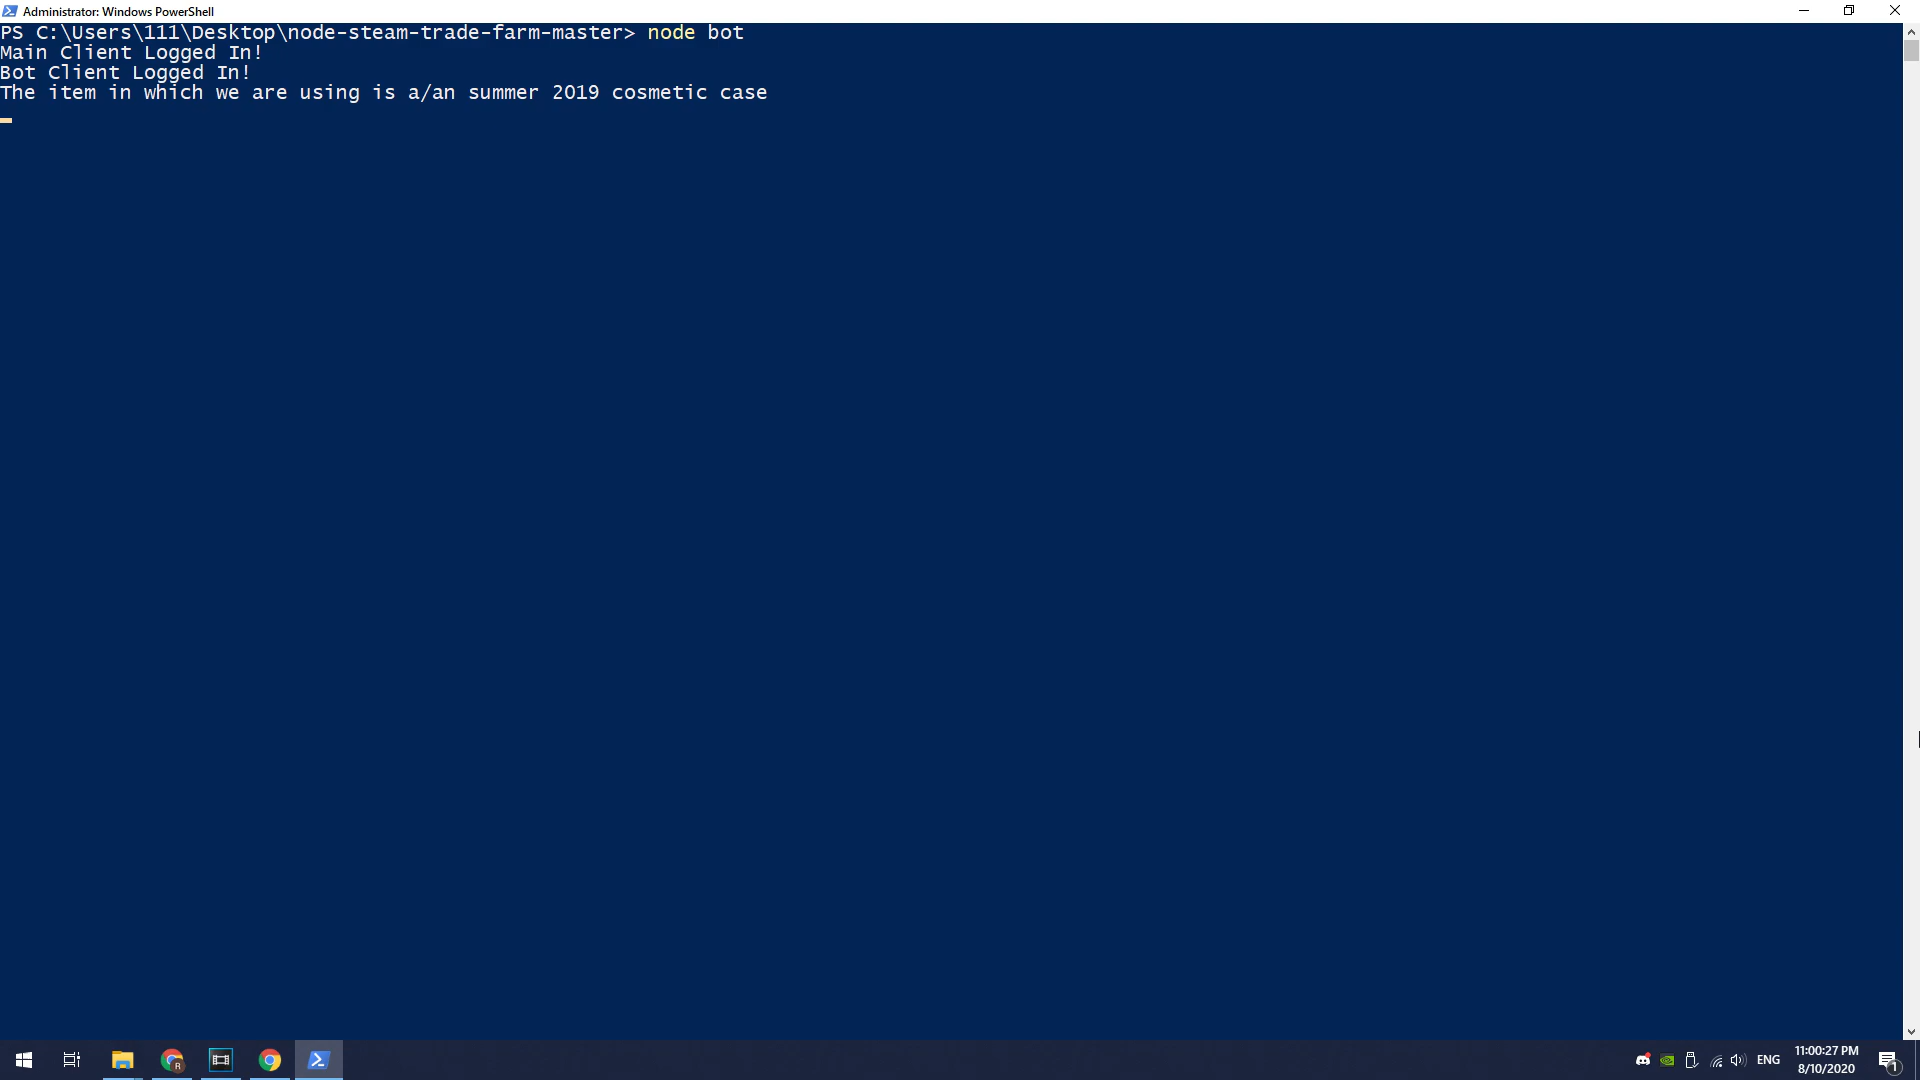 Administrator: Windows PowerShell
PS C:\Users\111\Desktop\node-steam-trade-farm-master> node bot
Main Client Logged In!
Bot Client Logged In!
The item in which we are using is a/an summer 2019 cosmetic case
R
ENG
11:00:27 PM
8/10/2020
1